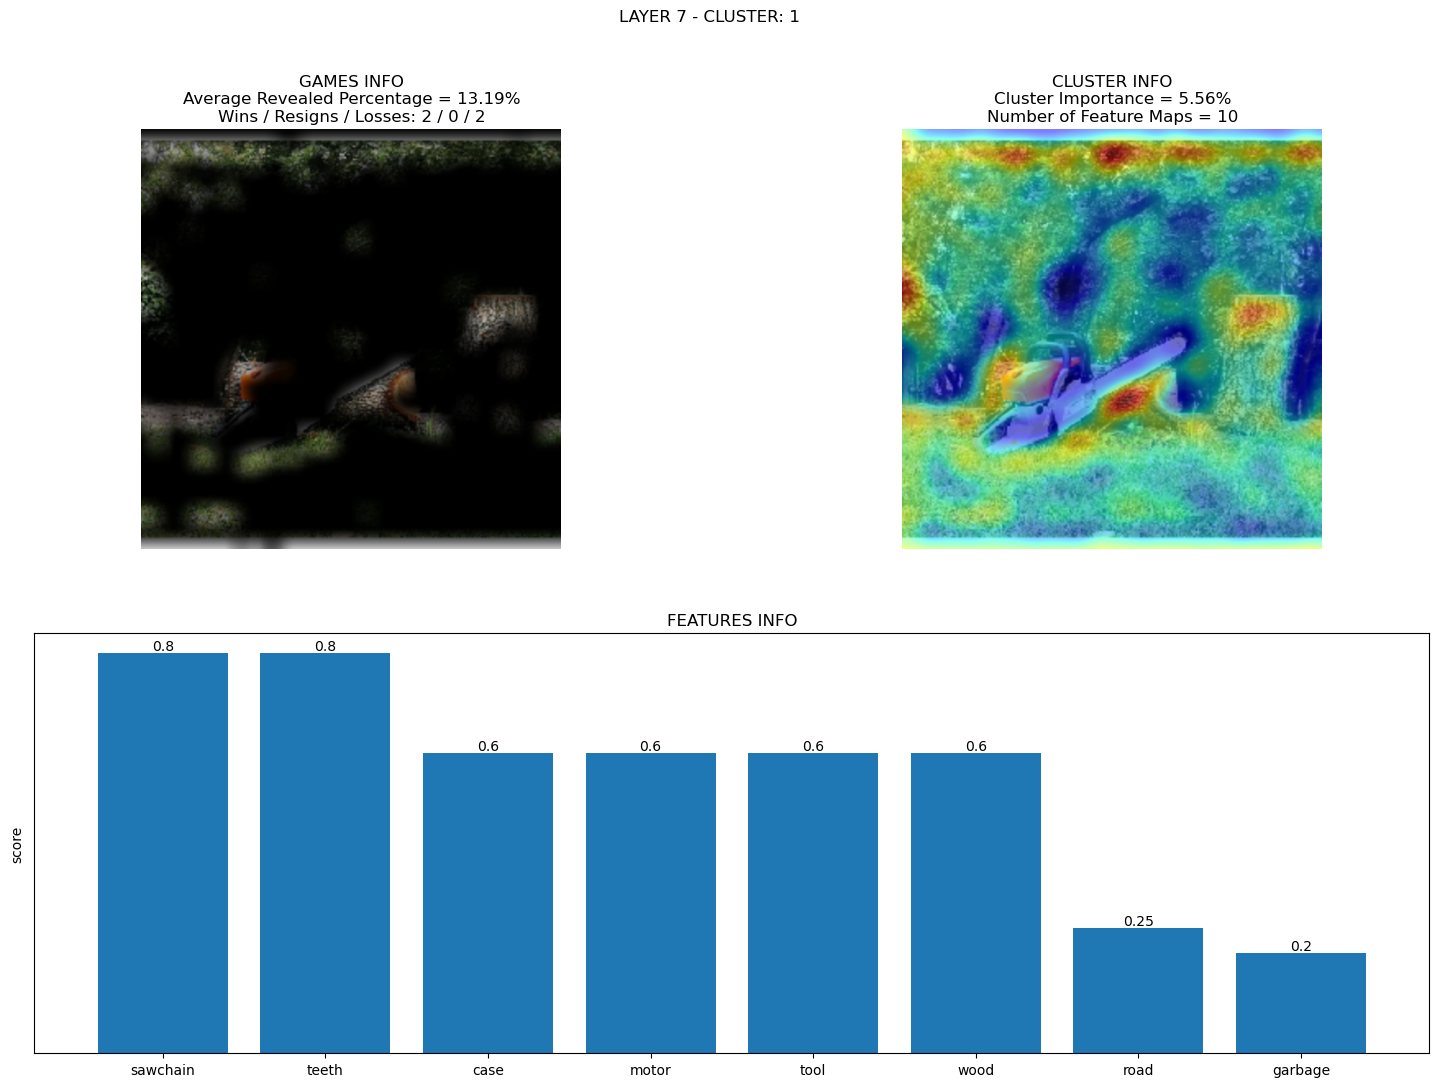 LAYER 7 - CLUSTER: 1
GAMES INFO
Average Revealed Percentage = 13.19%
Wins / Resigns / Losses: 2 / 0 / 2
CLUSTER INFO
Cluster Importance = 5.56%
Number of Feature Maps = 10
FEATURES INFO
score
0.8
0.8
0.6
0.6
0.6
0.6
0.25
0.2
sawchain
teeth
case
motor
tool
wood
road
garbage